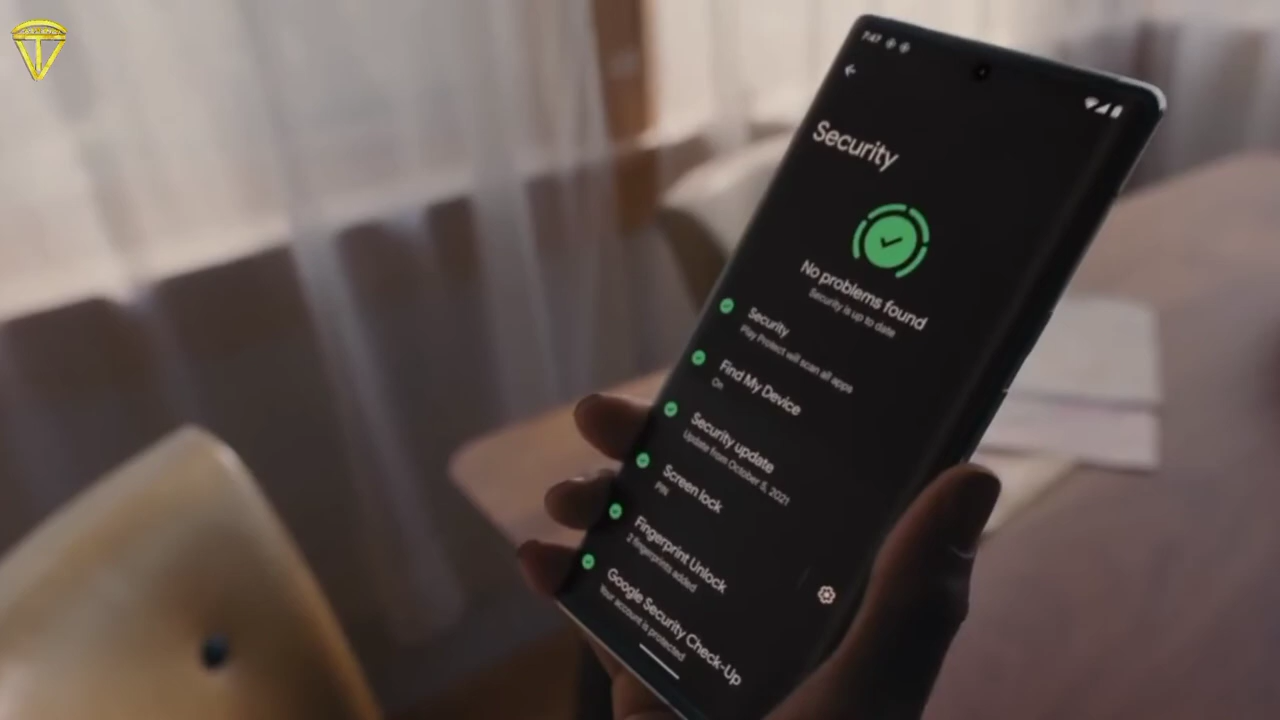 7:47
Security
No problems found
Security is up to date
Security
Play Protect will scan all apps
Find My Device
On
Security update
Update from October 5, 2021
Screen lock
PIN
Fingerprint Unlock
2 fingerprints added
Google Security Check-Up
Your account is protected